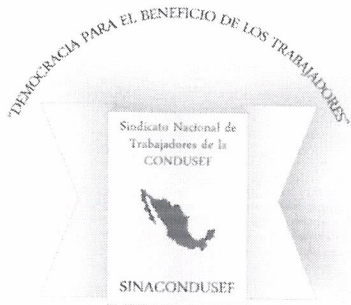 "DEMOCRACIA PARA EL BENEFICIO DE LOS TRABAJADORES"
Sindicato Nacional de
Trabajadores de la
CONDUSEF
SINACONDUSEF